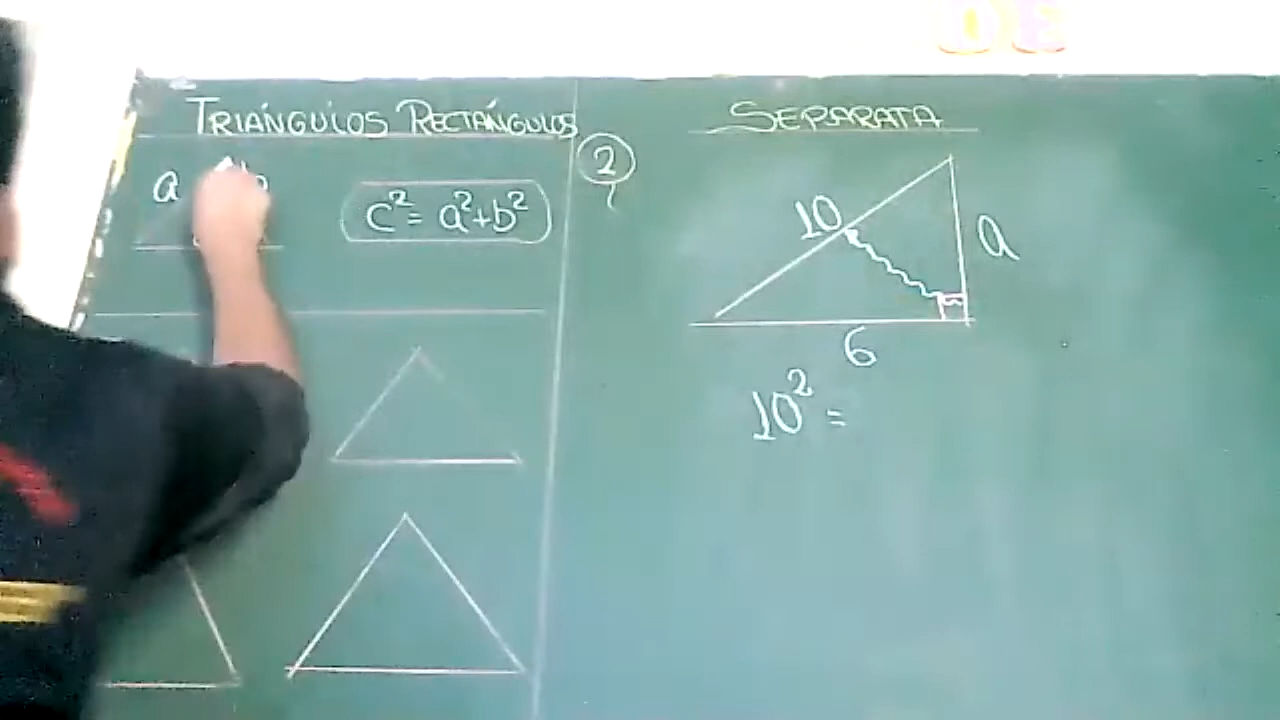 TRIÁNGULOS RECTÁNGULOS
a
c² = a² + b²
SEPARATA
2
10
a
6
10² =